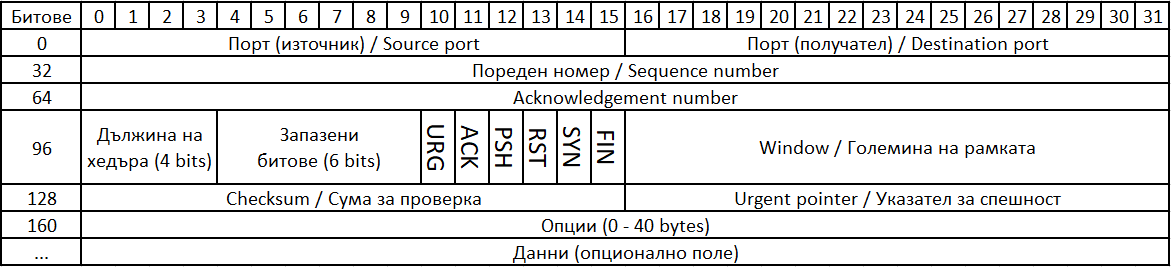 Битове 0 1 2 3 4 5 6 7 8 9 10 11 12 13 14 15 16 17 18 19 20 21 22 23 24 25 26 27 28 29 30 31
0 Порт (източник) / Source port Порт (получател) / Destination port
32 Пореден номер / Sequence number
64 Acknowledgement number
96 Дължина на
хедъра (4 bits) Запазени
битове (6 bits) URG ACK PSH RST SYN FIN Window / Големина на рамката
128 Checksum / Сума за проверка Urgent pointer / Указател за спешност
160 Опции (0 - 40 bytes)
... Данни (опционално поле)